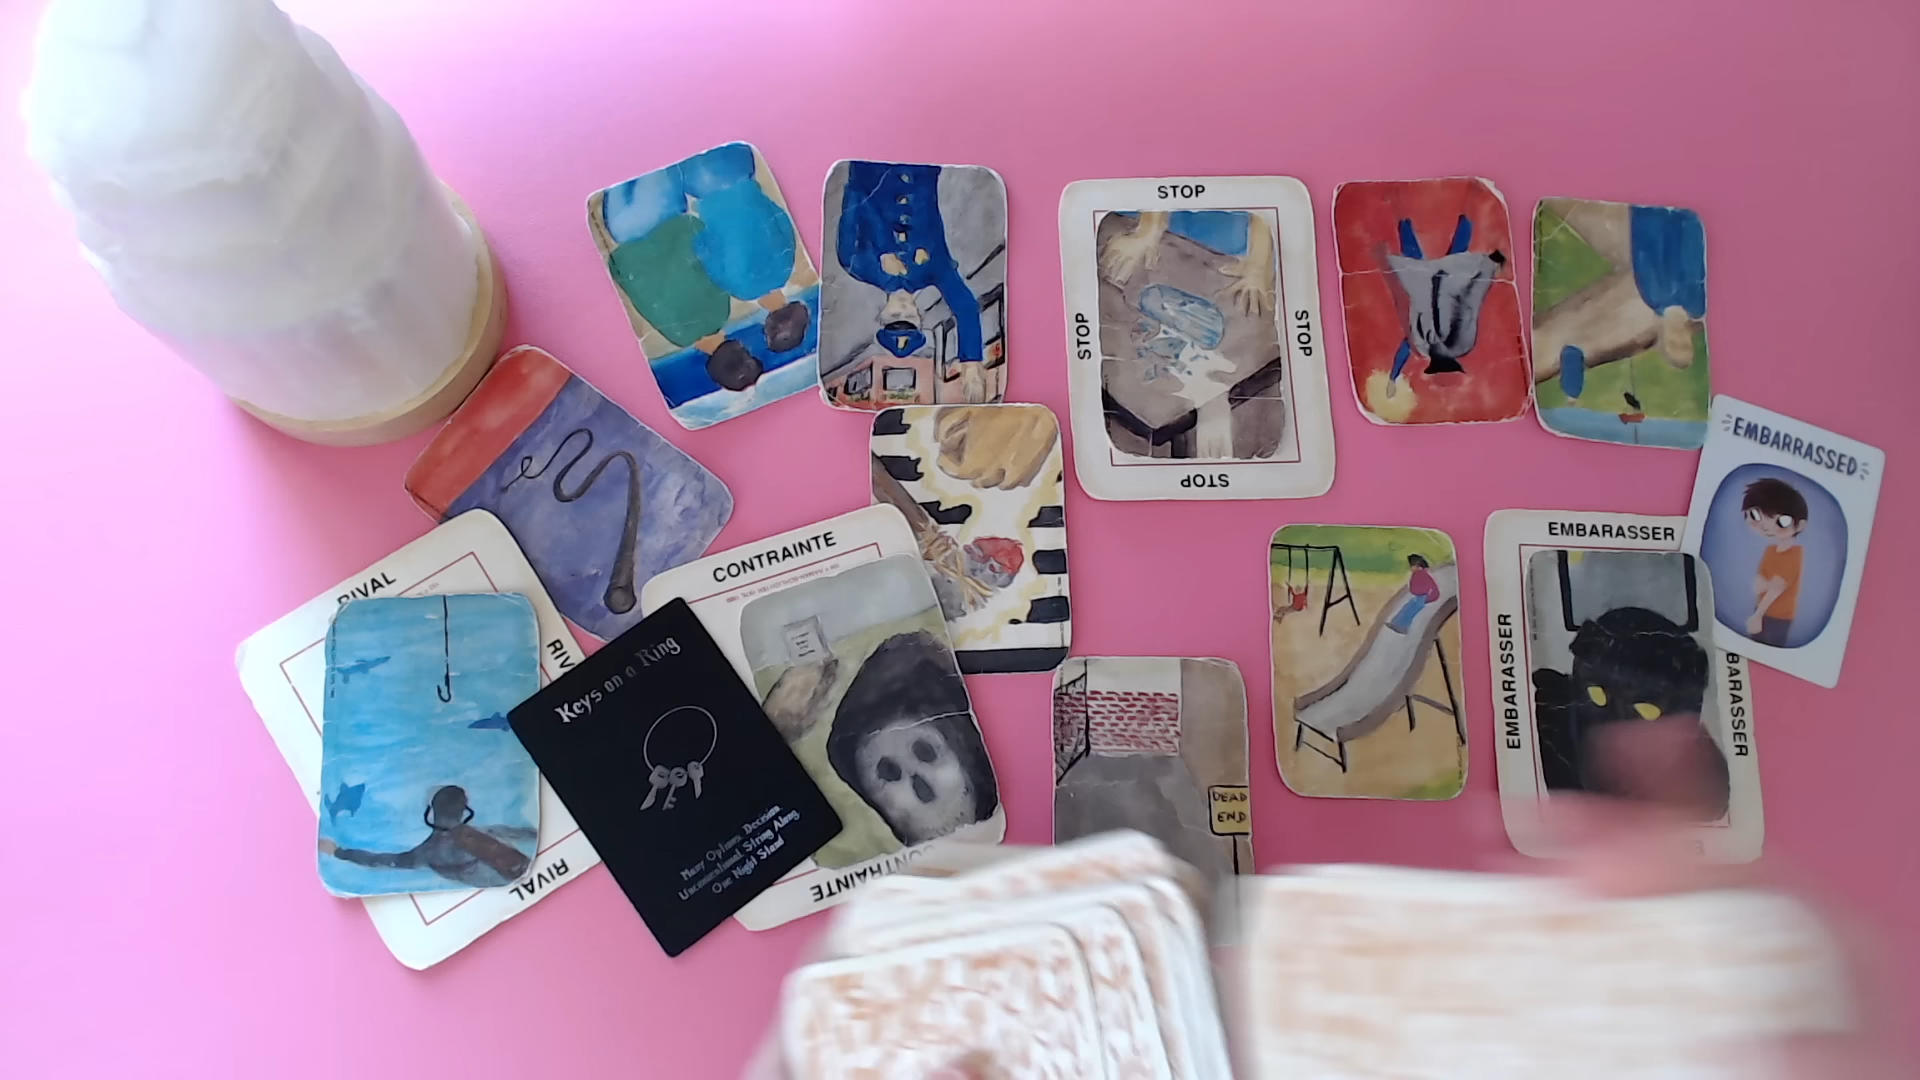 STOP
STOP
STOP
STOP
EMBARRASSED
EMBARASSER
EMBARASSER
BARASSER
CONTRAINTE
CONTRAINTE
RIVAL
RIV
RIVAL
Keys on a Ring
Many Options Decision
Unconventional String Along
One Night Stand
DEAD
END